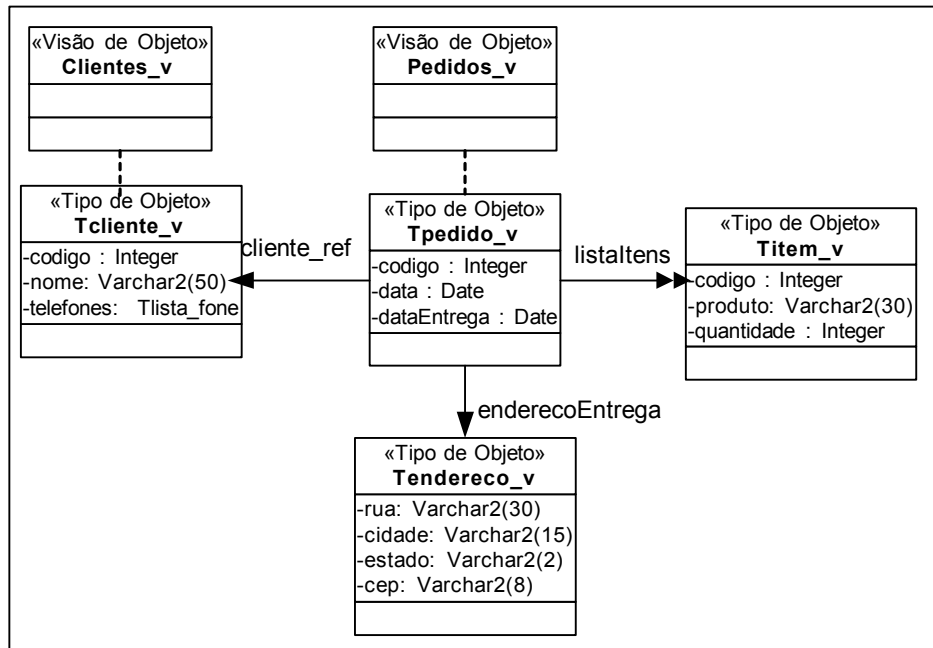 «Visão de Objeto»
Clientes_v
«Visão de Objeto»
Pedidos_v
«Tipo de Objeto»
Tcliente_v
-codigo : Integer
-nome: Varchar2(50)
-telefones: Tlista_fone
cliente_ref
«Tipo de Objeto»
Tpedido_v
-codigo : Integer
-data : Date
-dataEntrega : Date
listaItens
«Tipo de Objeto»
Titem_v
-codigo : Integer
-produto: Varchar2(30)
-quantidade : Integer
enderecoEntrega
«Tipo de Objeto»
Tendereco_v
-rua: Varchar2(30)
-cidade: Varchar2(15)
-estado: Varchar2(2)
-cep: Varchar2(8)